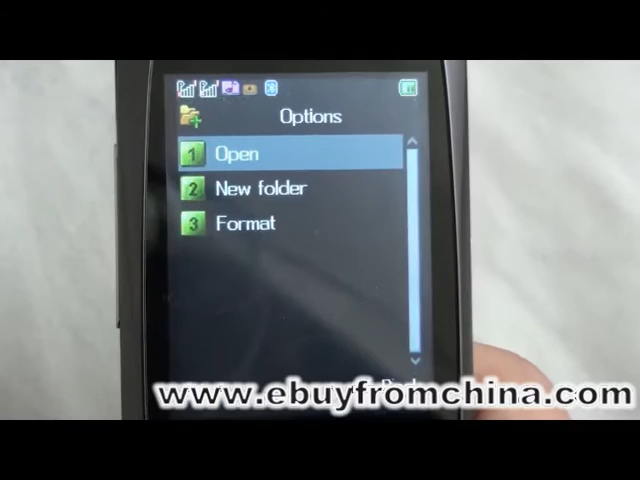 Options
1 Open
2 New folder
3 Format
www.ebuyfromchina.com